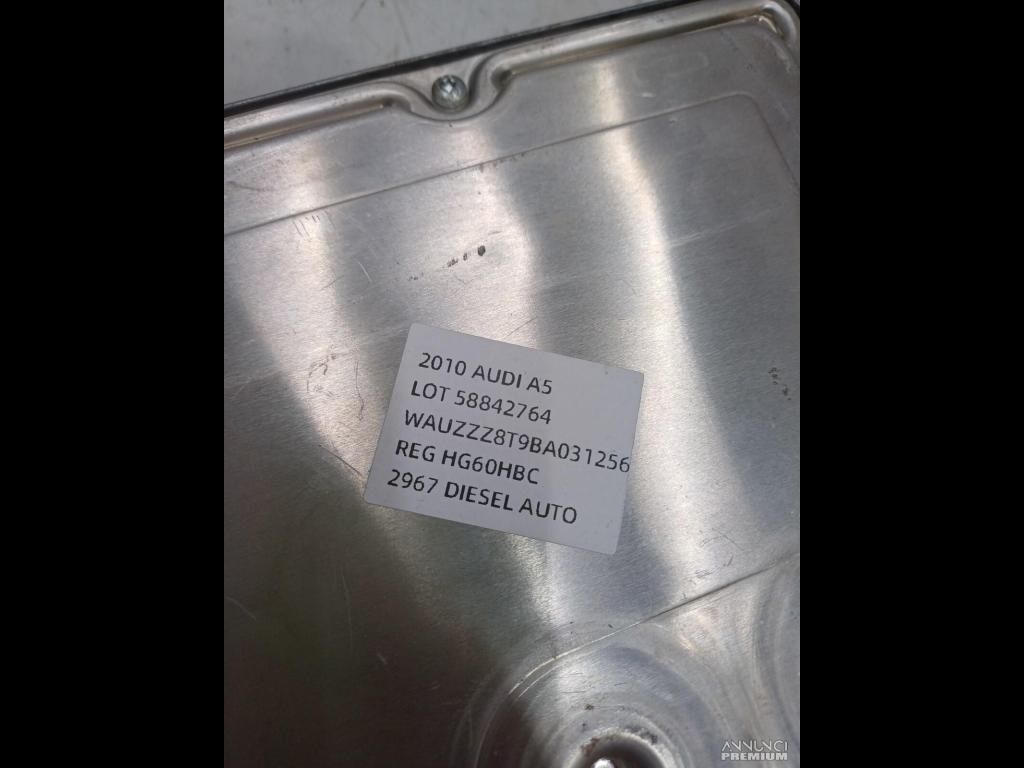 2010 AUDI A5
LOT 58842764
WAUZZZ8T9BA031256
REG HG60HBC
2967 DIESEL AUTO
ANNUNCI
PREMIUM